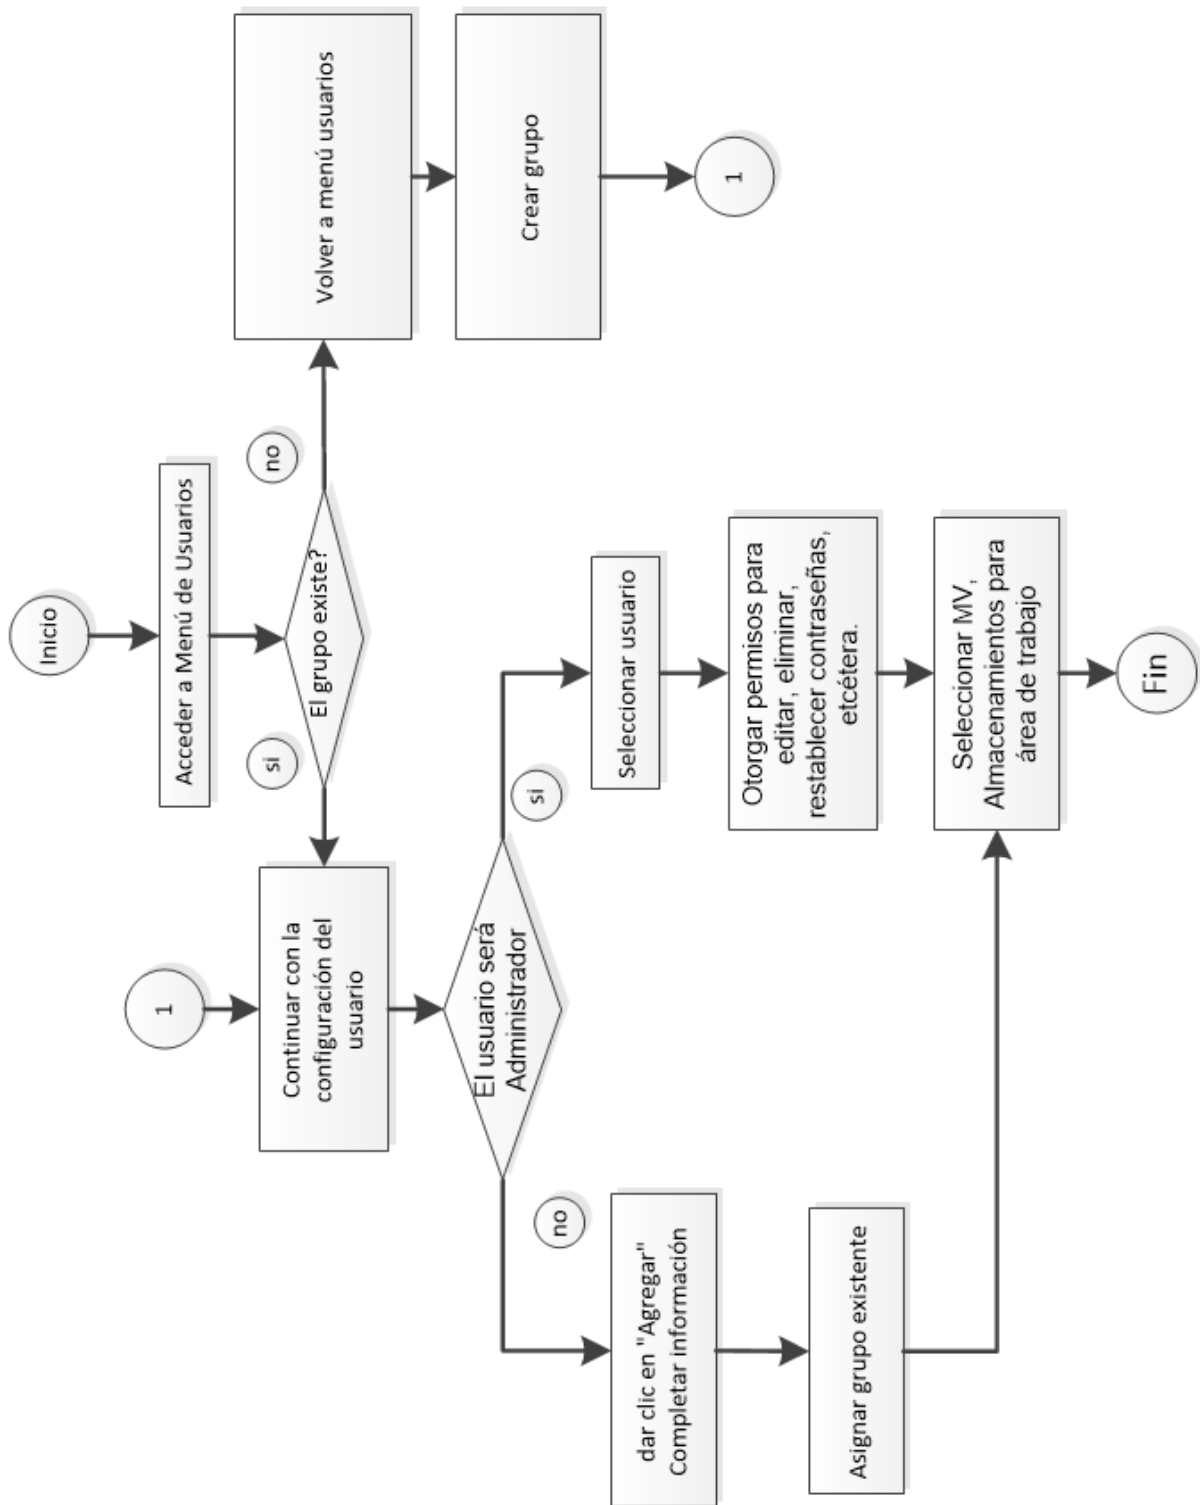 Inicio
Acceder a Menú de Usuarios
El grupo existe?
si
no
Volver a menú usuarios
Crear grupo
1
1
Continuar con la
configuración del
usuario
El usuario será
Administrador
si
no
Seleccionar usuario
Otorgar permisos para
editar, eliminar,
restablecer contraseñas,
etcétera.
dar clic en "Agregar"
Completar información
Asignar grupo existente
Seleccionar MV,
Almacenamientos para
área de trabajo
Fin